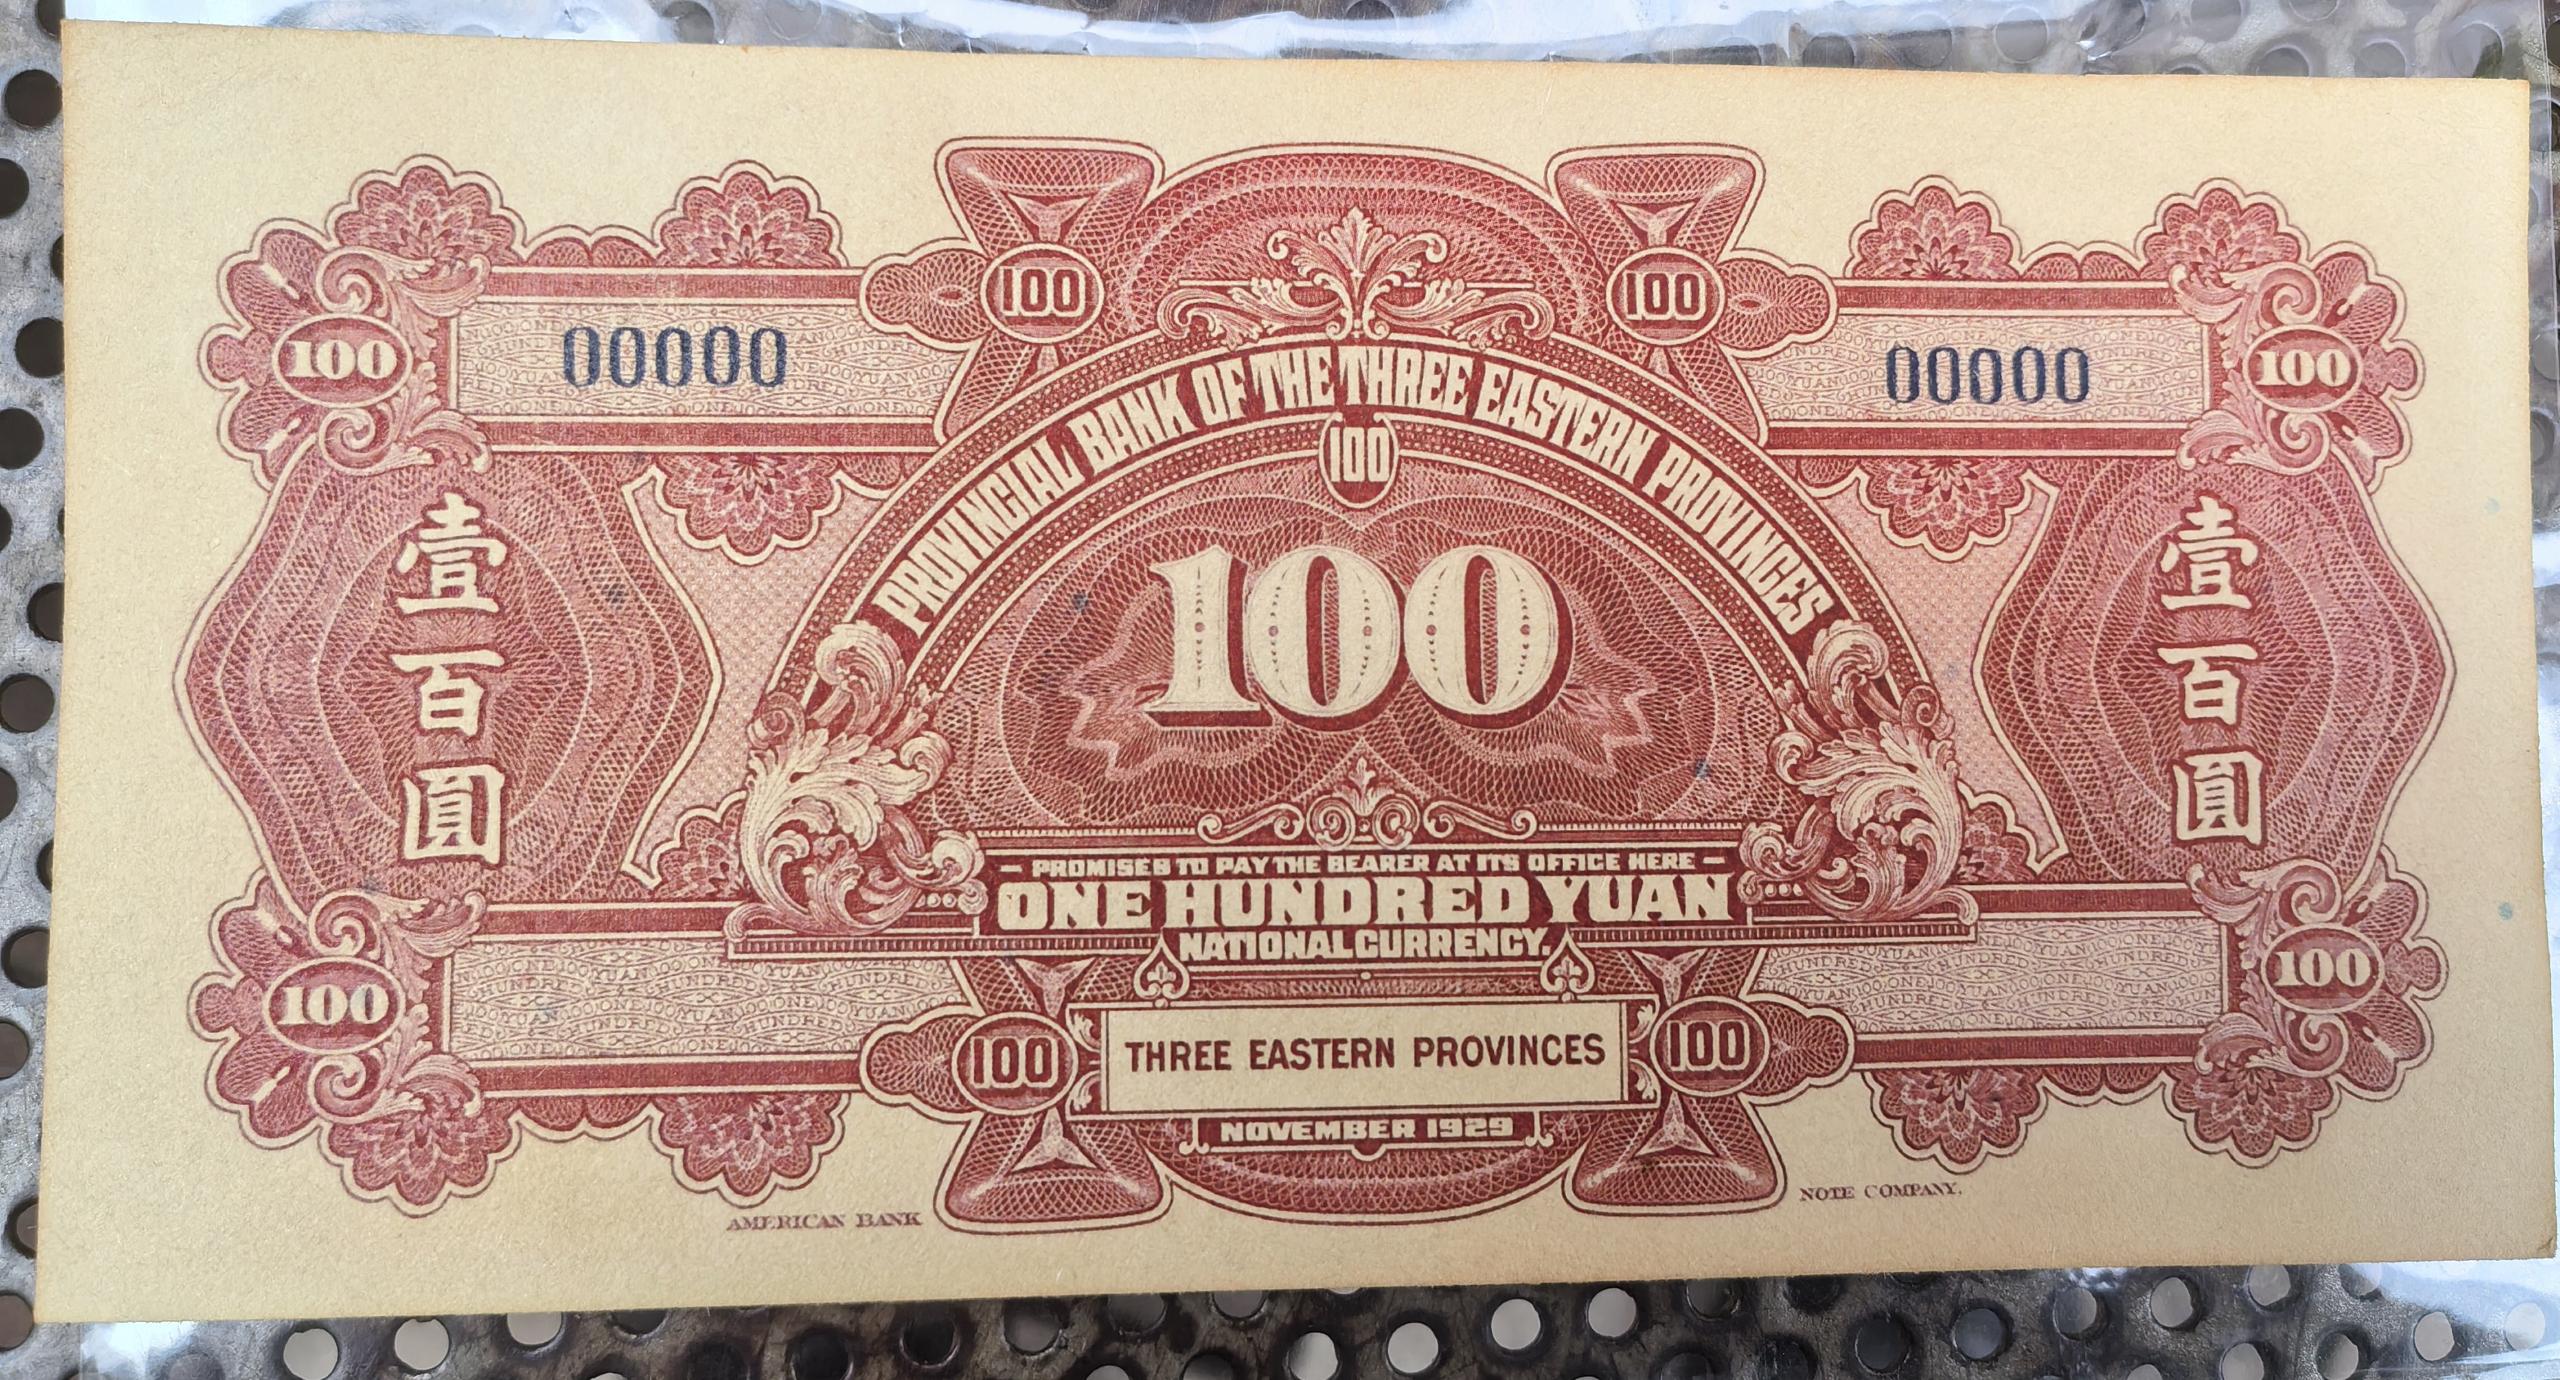 100 100
100 00000 00000 100
PROVINCIAL BANK OF THE THREE EASTERN PROVINCES
100
壹百圓
100
壹百圓
— PROMISES TO PAY THE BEARER AT ITS OFFICE HERE —
ONE HUNDRED YUAN
NATIONAL CURRENCY.
100 100
100 THREE EASTERN PROVINCES 100
NOVEMBER 1929
AMERICAN BANK NOTE COMPANY.